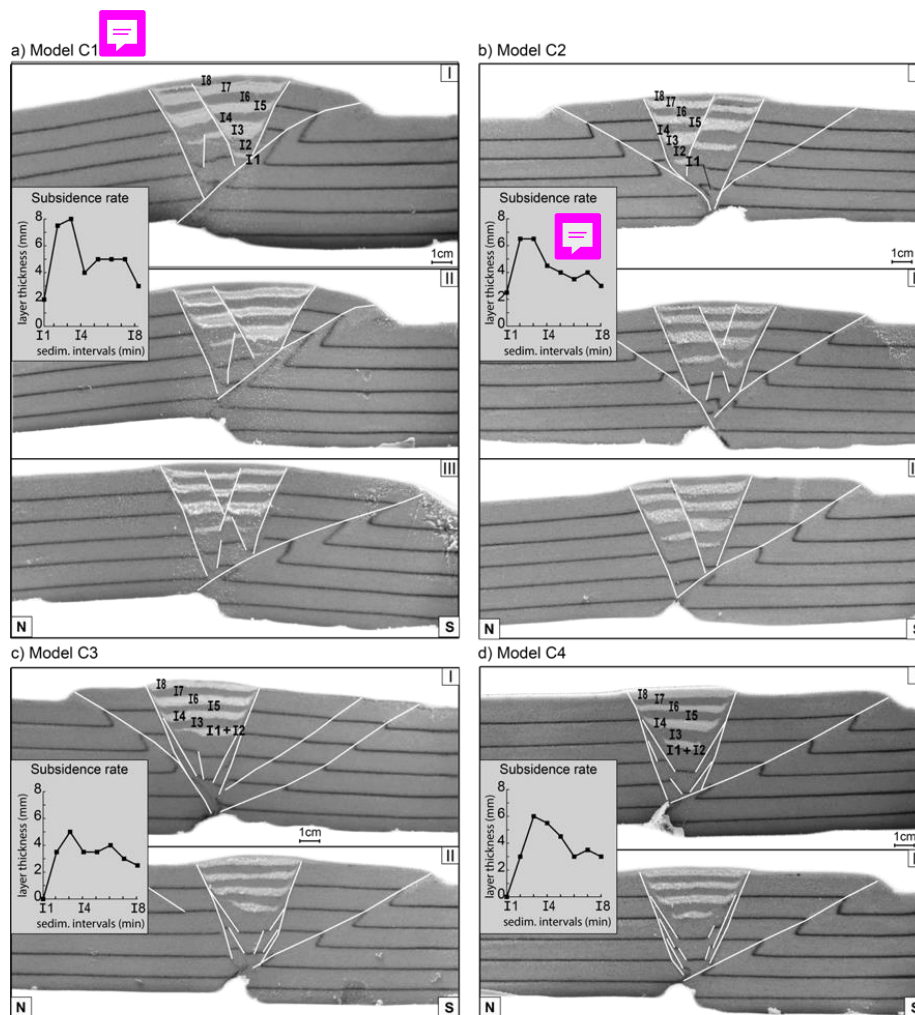 a) Model C1
I
I8
I7
I6
I5
I4
I3
I2
I1
Subsidence rate
layer thickness (mm)
8
6
4
2
0
I1 I4 I8
sedim. intervals (min)
1cm
II
III
N S
b) Model C2
I
I8
I7
I6
I5
I4
I3
I2
I1
Subsidence rate
layer thickness (mm)
8
6
4
2
0
I1 I4 I8
sedim. intervals (min)
1cm
I
I
N S
c) Model C3
I
I8
I7
I6
I5
I4
I3
I1+I2
Subsidence rate
layer thickness (mm)
8
6
4
2
0
I1 I4 I8
sedim. intervals (min)
1cm
II
N S
d) Model C4
I8
I7
I6
I5
I4
I3
I1+I2
Subsidence rate
layer thickness (mm)
8
6
4
2
0
I1 I4 I8
sedim. intervals (min)
1cm
I
N S